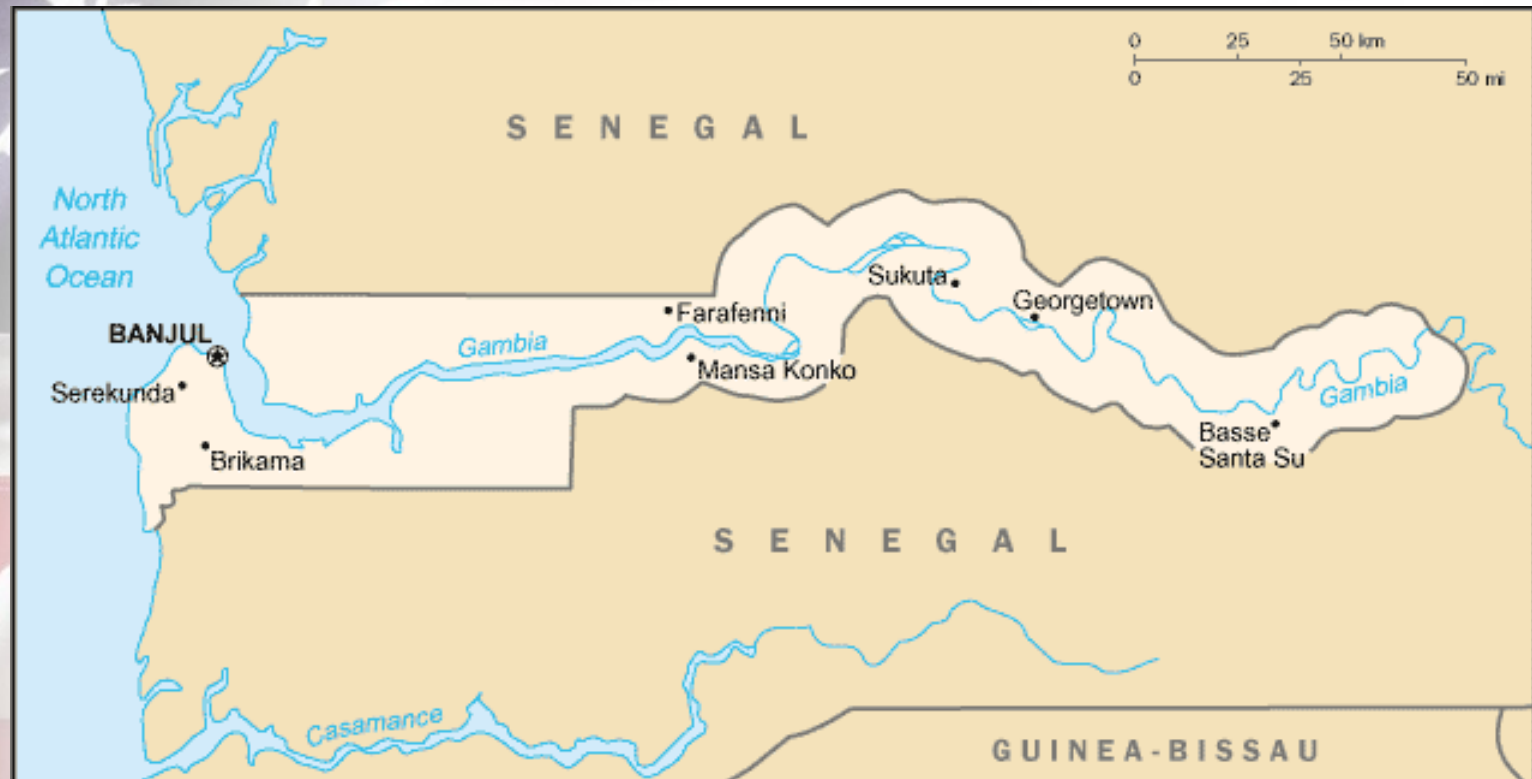 0 25 50 km
0 25 50 mi
SENEGAL
North
Atlantic
Ocean
Sukuta
Georgetown
Farafenni
BANJUL
Gambia
Mansa Konko
Serekunda
Gambia
Basse
Santa Su
Brikama
SENEGAL
Casamance
GUINEA-BISSAU